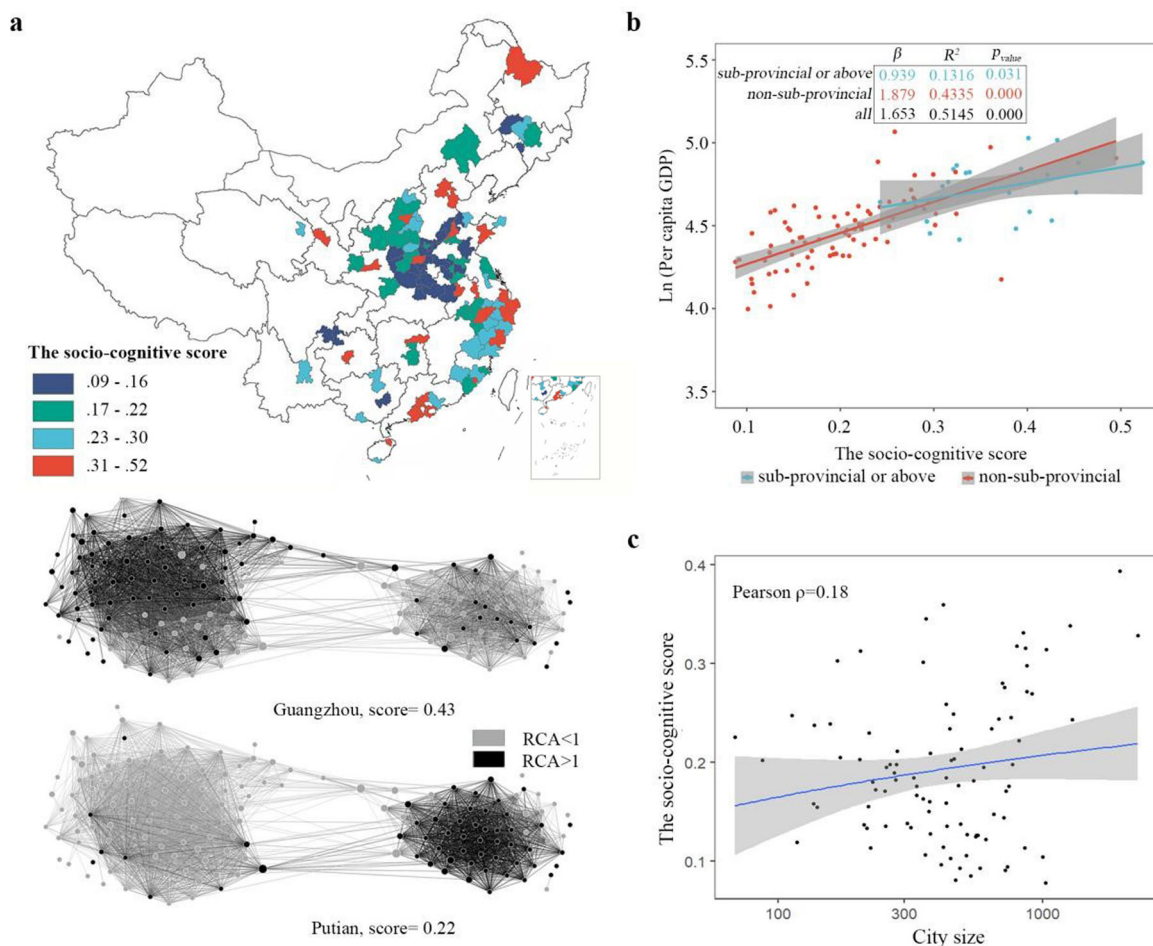 a
The socio-cognitive score
.09 - .16
.17 - .22
.23 - .30
.31 - .52
Guangzhou, score= 0.43
RCA<1
RCA>1
Putian, score= 0.22
b
β R² pvalue
sub-provincial or above 0.939 0.1316 0.031
non-sub-provincial 1.879 0.4335 0.000
all 1.653 0.5145 0.000
Ln (Per capita GDP)
5.5
5.0
4.5
4.0
3.5
0.1 0.2 0.3 0.4 0.5
The socio-cognitive score
sub-provincial or above non-sub-provincial
c
Pearson ρ=0.18
The socio-cognitive score
0.4
0.3
0.2
0.1
100 300 1000
City size